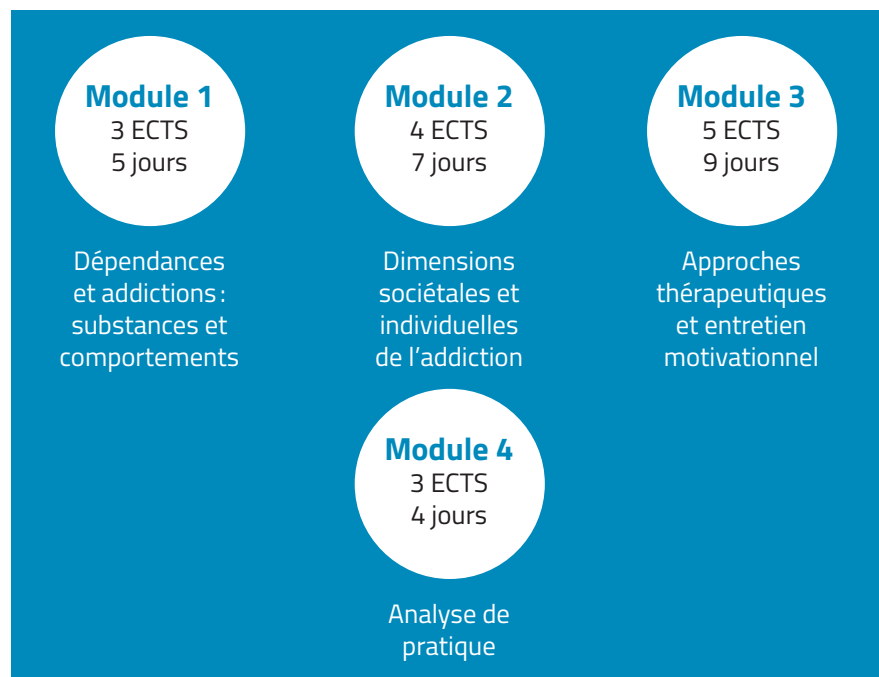 Module 1
3 ECTS
5 jours
Dépendances
et addictions :
substances et
comportements
Module 2
4 ECTS
7 jours
Dimensions
sociétales et
individuelles
de l’addiction
Module 3
5 ECTS
9 jours
Approches
thérapeutiques
et entretien
motivationnel
Module 4
3 ECTS
4 jours
Analyse de
pratique